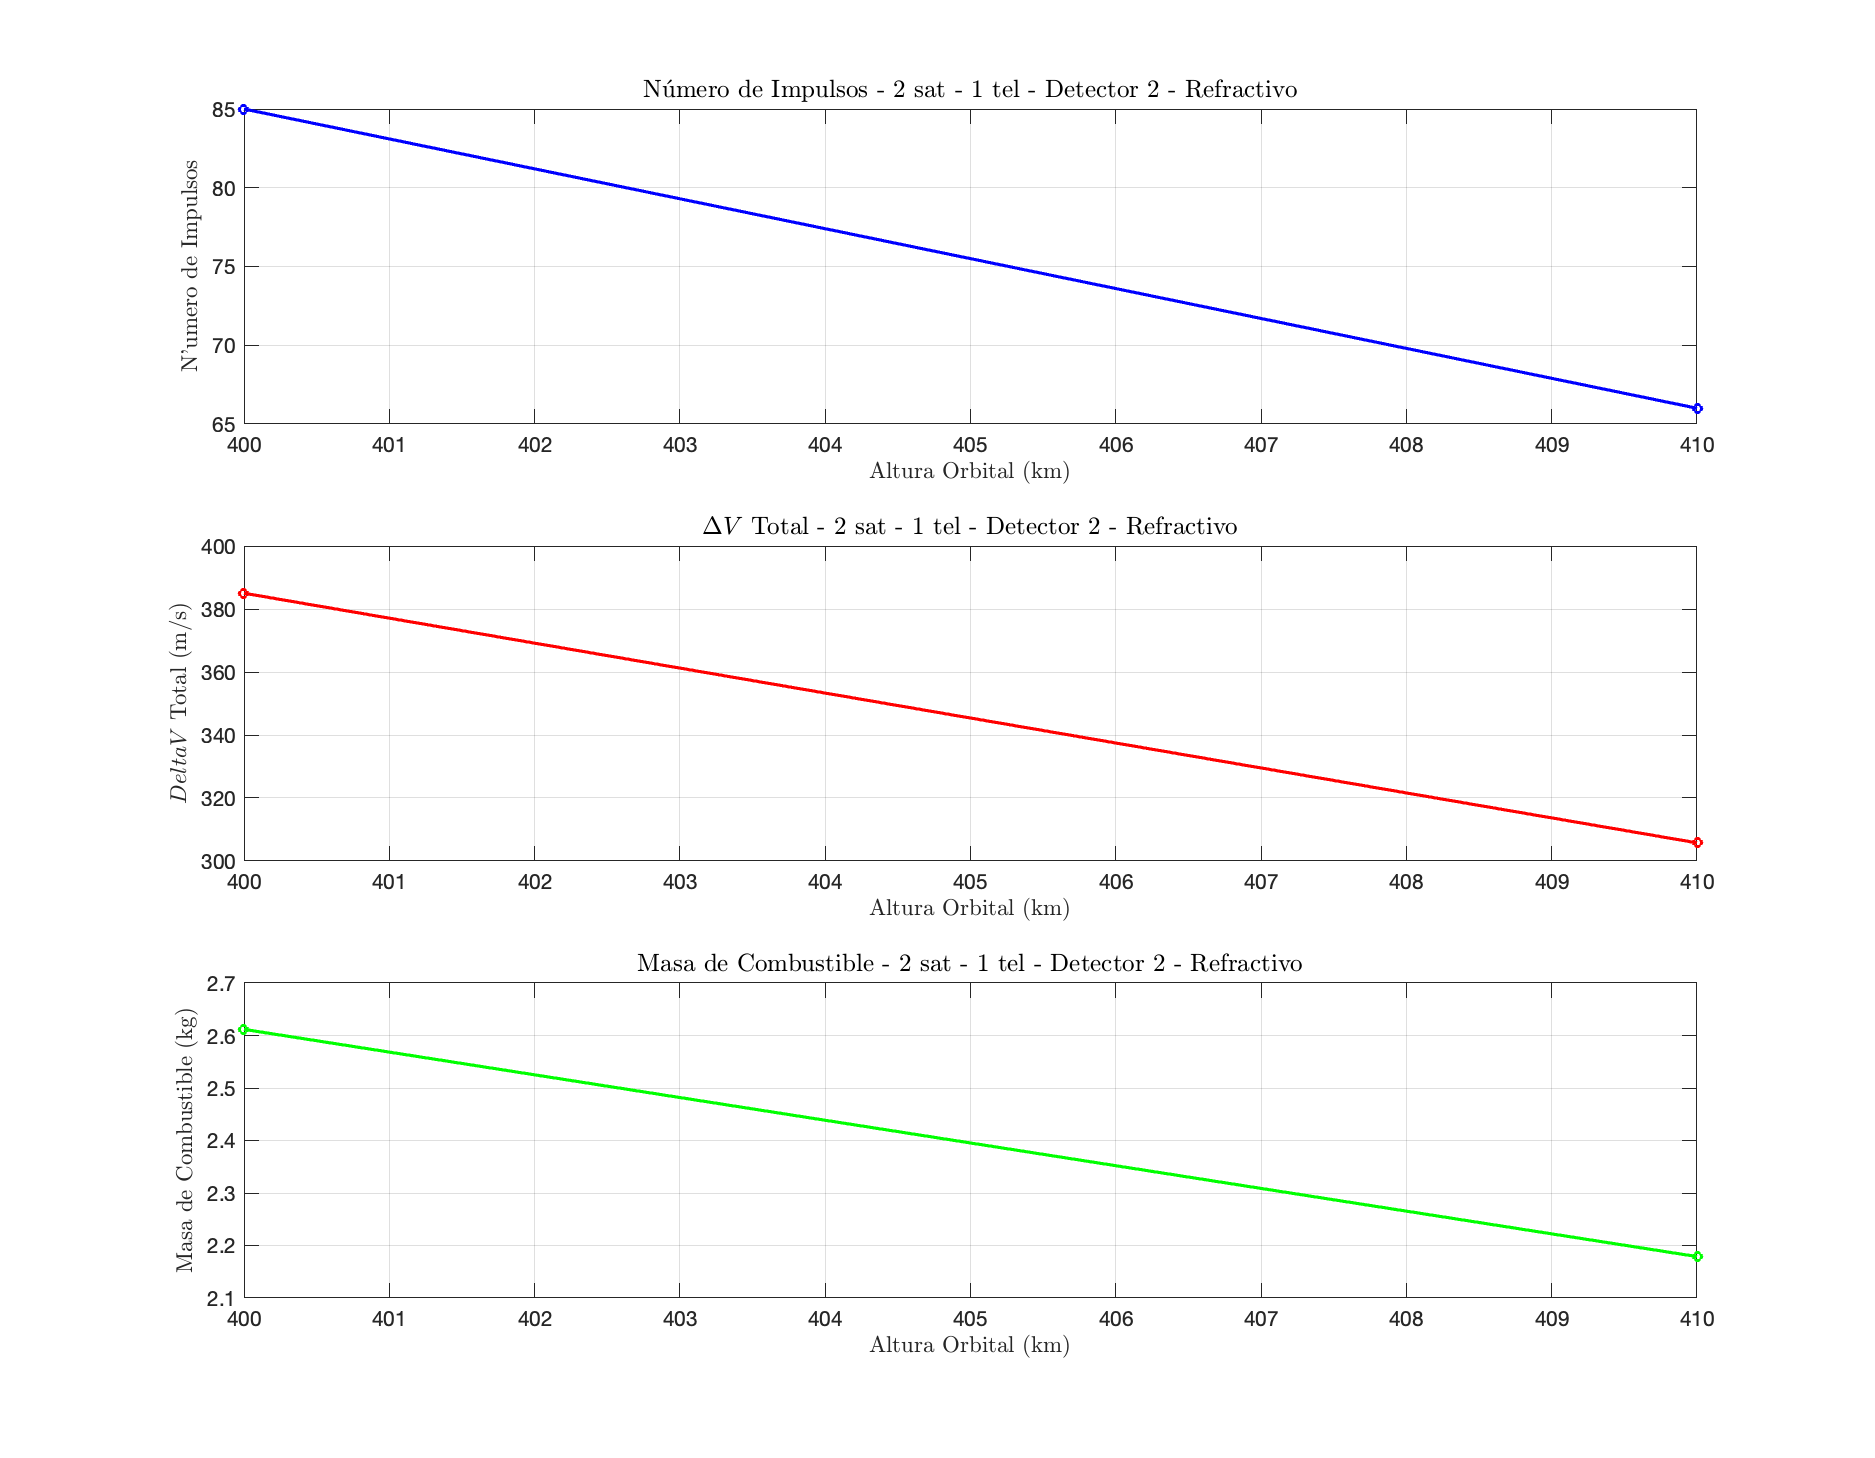 Número de Impulsos - 2 sat - 1 tel - Detector 2 - Refractivo
N'umero de Impulsos
85
80
75
70
65
400 401 402 403 404 405 406 407 408 409 410
Altura Orbital (km)
ΔV Total - 2 sat - 1 tel - Detector 2 - Refractivo
DeltaV Total (m/s)
400
380
360
340
320
300
400 401 402 403 404 405 406 407 408 409 410
Altura Orbital (km)
Masa de Combustible - 2 sat - 1 tel - Detector 2 - Refractivo
Masa de Combustible (kg)
2.7
2.6
2.5
2.4
2.3
2.2
2.1
400 401 402 403 404 405 406 407 408 409 410
Altura Orbital (km)